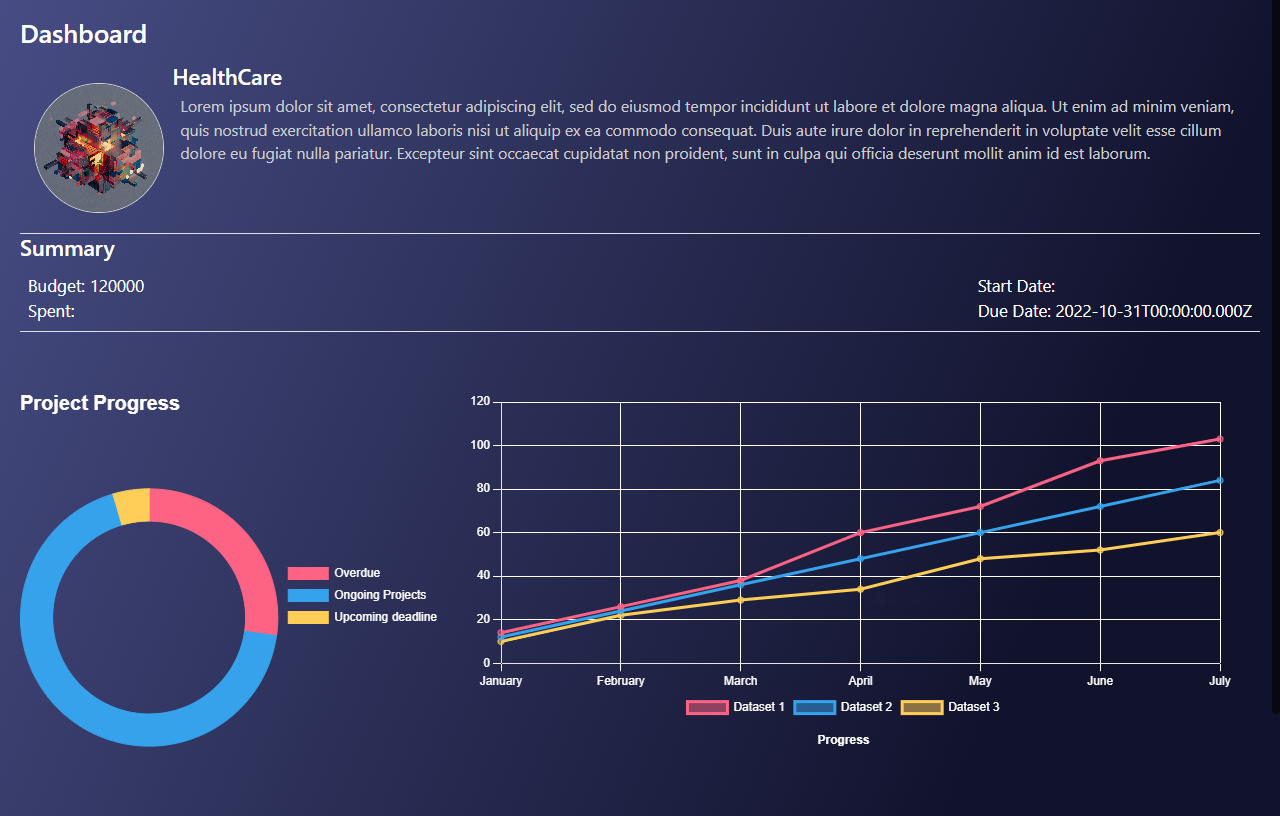 Dashboard
HealthCare
Lorem ipsum dolor sit amet, consectetur adipiscing elit, sed do eiusmod tempor incididunt ut labore et dolore magna aliqua. Ut enim ad minim veniam,
quis nostrud exercitation ullamco laboris nisi ut aliquip ex ea commodo consequat. Duis aute irure dolor in reprehenderit in voluptate velit esse cillum
dolore eu fugiat nulla pariatur. Excepteur sint occaecat cupidatat non proident, sunt in culpa qui officia deserunt mollit anim id est laborum.
Summary
Budget: 120000
Spent:
Start Date:
Due Date: 2022-10-31T00:00:00.000Z
Project Progress
Overdue
Ongoing Projects
Upcoming deadline
120
100
80
60
40
20
0
January February March April May June July
Dataset 1 Dataset 2 Dataset 3
Progress